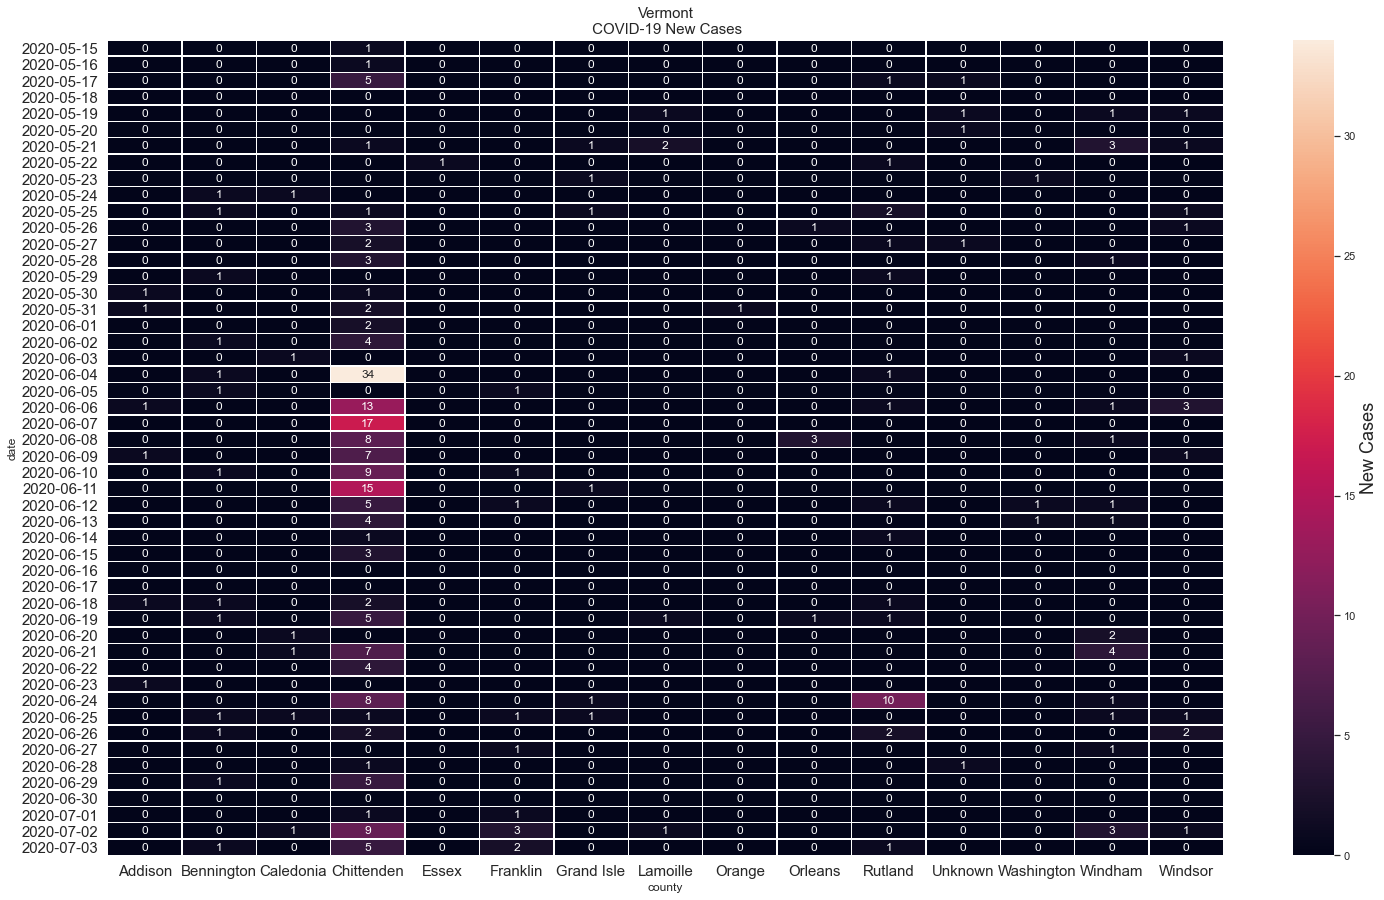 Vermont
COVID-19 New Cases
2020-05-15 0 0 0 1 0 0 0 0 0 0 0 0 0 0 0
2020-05-16 0 0 0 1 0 0 0 0 0 0 0 0 0 0 0
2020-05-17 0 0 0 5 0 0 0 0 0 0 1 1 0 0 0
2020-05-18 0 0 0 0 0 0 0 0 0 0 0 0 0 0 0
2020-05-19 0 0 0 0 0 0 0 1 0 0 0 1 0 1 1
2020-05-20 0 0 0 0 0 0 0 0 0 0 0 1 0 0 0
2020-05-21 0 0 0 1 0 0 1 2 0 0 0 0 0 3 1
2020-05-22 0 0 0 0 1 0 0 0 0 0 1 0 0 0 0
2020-05-23 0 0 0 0 0 0 1 0 0 0 0 0 1 0 0
2020-05-24 0 1 1 0 0 0 0 0 0 0 0 0 0 0 0
2020-05-25 0 1 0 1 0 0 1 0 0 0 2 0 0 0 1
2020-05-26 0 0 0 3 0 0 0 0 0 1 0 0 0 0 1
2020-05-27 0 0 0 2 0 0 0 0 0 0 1 1 0 0 0
2020-05-28 0 0 0 3 0 0 0 0 0 0 0 0 0 1 0
2020-05-29 0 1 0 0 0 0 0 0 0 0 1 0 0 0 0
2020-05-30 1 0 0 1 0 0 0 0 0 0 0 0 0 0 0
2020-05-31 1 0 0 2 0 0 0 0 1 0 0 0 0 0 0
2020-06-01 0 0 0 2 0 0 0 0 0 0 0 0 0 0 0
2020-06-02 0 1 0 4 0 0 0 0 0 0 0 0 0 0 0
2020-06-03 0 0 1 0 0 0 0 0 0 0 0 0 0 0 1
2020-06-04 0 1 0 34 0 0 0 0 0 0 1 0 0 0 0
2020-06-05 0 1 0 0 0 1 0 0 0 0 0 0 0 0 0
2020-06-06 1 0 0 13 0 0 0 0 0 0 1 0 0 1 3
2020-06-07 0 0 0 17 0 0 0 0 0 0 0 0 0 0 0
2020-06-08 0 0 0 8 0 0 0 0 0 3 0 0 0 1 0
2020-06-09 1 0 0 7 0 0 0 0 0 0 0 0 0 0 1
2020-06-10 0 1 0 9 0 1 0 0 0 0 0 0 0 0 0
2020-06-11 0 0 0 15 0 0 1 0 0 0 0 0 0 0 0
2020-06-12 0 0 0 5 0 1 0 0 0 0 1 0 1 1 0
2020-06-13 0 0 0 4 0 0 0 0 0 0 0 0 1 1 0
2020-06-14 0 0 0 1 0 0 0 0 0 0 1 0 0 0 0
2020-06-15 0 0 0 3 0 0 0 0 0 0 0 0 0 0 0
2020-06-16 0 0 0 0 0 0 0 0 0 0 0 0 0 0 0
2020-06-17 0 0 0 0 0 0 0 0 0 0 0 0 0 0 0
2020-06-18 1 1 0 2 0 0 0 0 0 0 1 0 0 0 0
2020-06-19 0 1 0 5 0 0 0 1 0 1 1 0 0 0 0
2020-06-20 0 0 1 0 0 0 0 0 0 0 0 0 0 2 0
2020-06-21 0 0 1 7 0 0 0 0 0 0 0 0 0 4 0
2020-06-22 0 0 0 4 0 0 0 0 0 0 0 0 0 0 0
2020-06-23 1 0 0 0 0 0 0 0 0 0 0 0 0 0 0
2020-06-24 0 0 0 8 0 0 1 0 0 0 10 0 0 1 0
2020-06-25 0 1 1 1 0 1 1 0 0 0 0 0 0 1 1
2020-06-26 0 1 0 2 0 0 0 0 0 0 2 0 0 0 2
2020-06-27 0 0 0 0 0 1 0 0 0 0 0 0 0 1 0
2020-06-28 0 0 0 1 0 0 0 0 0 0 0 1 0 0 0
2020-06-29 0 1 0 5 0 0 0 0 0 0 0 0 0 0 0
2020-06-30 0 0 0 0 0 0 0 0 0 0 0 0 0 0 0
2020-07-01 0 0 0 1 0 1 0 0 0 0 0 0 0 0 0
2020-07-02 0 0 1 9 0 3 0 1 0 0 0 0 0 3 1
2020-07-03 0 1 0 5 0 2 0 0 0 0 1 0 0 0 0
Addison Bennington Caledonia Chittenden Essex Franklin Grand Isle Lamoille Orange Orleans Rutland Unknown Washington Windham Windsor
county
date
30
25
20
15
10
5
0
New Cases